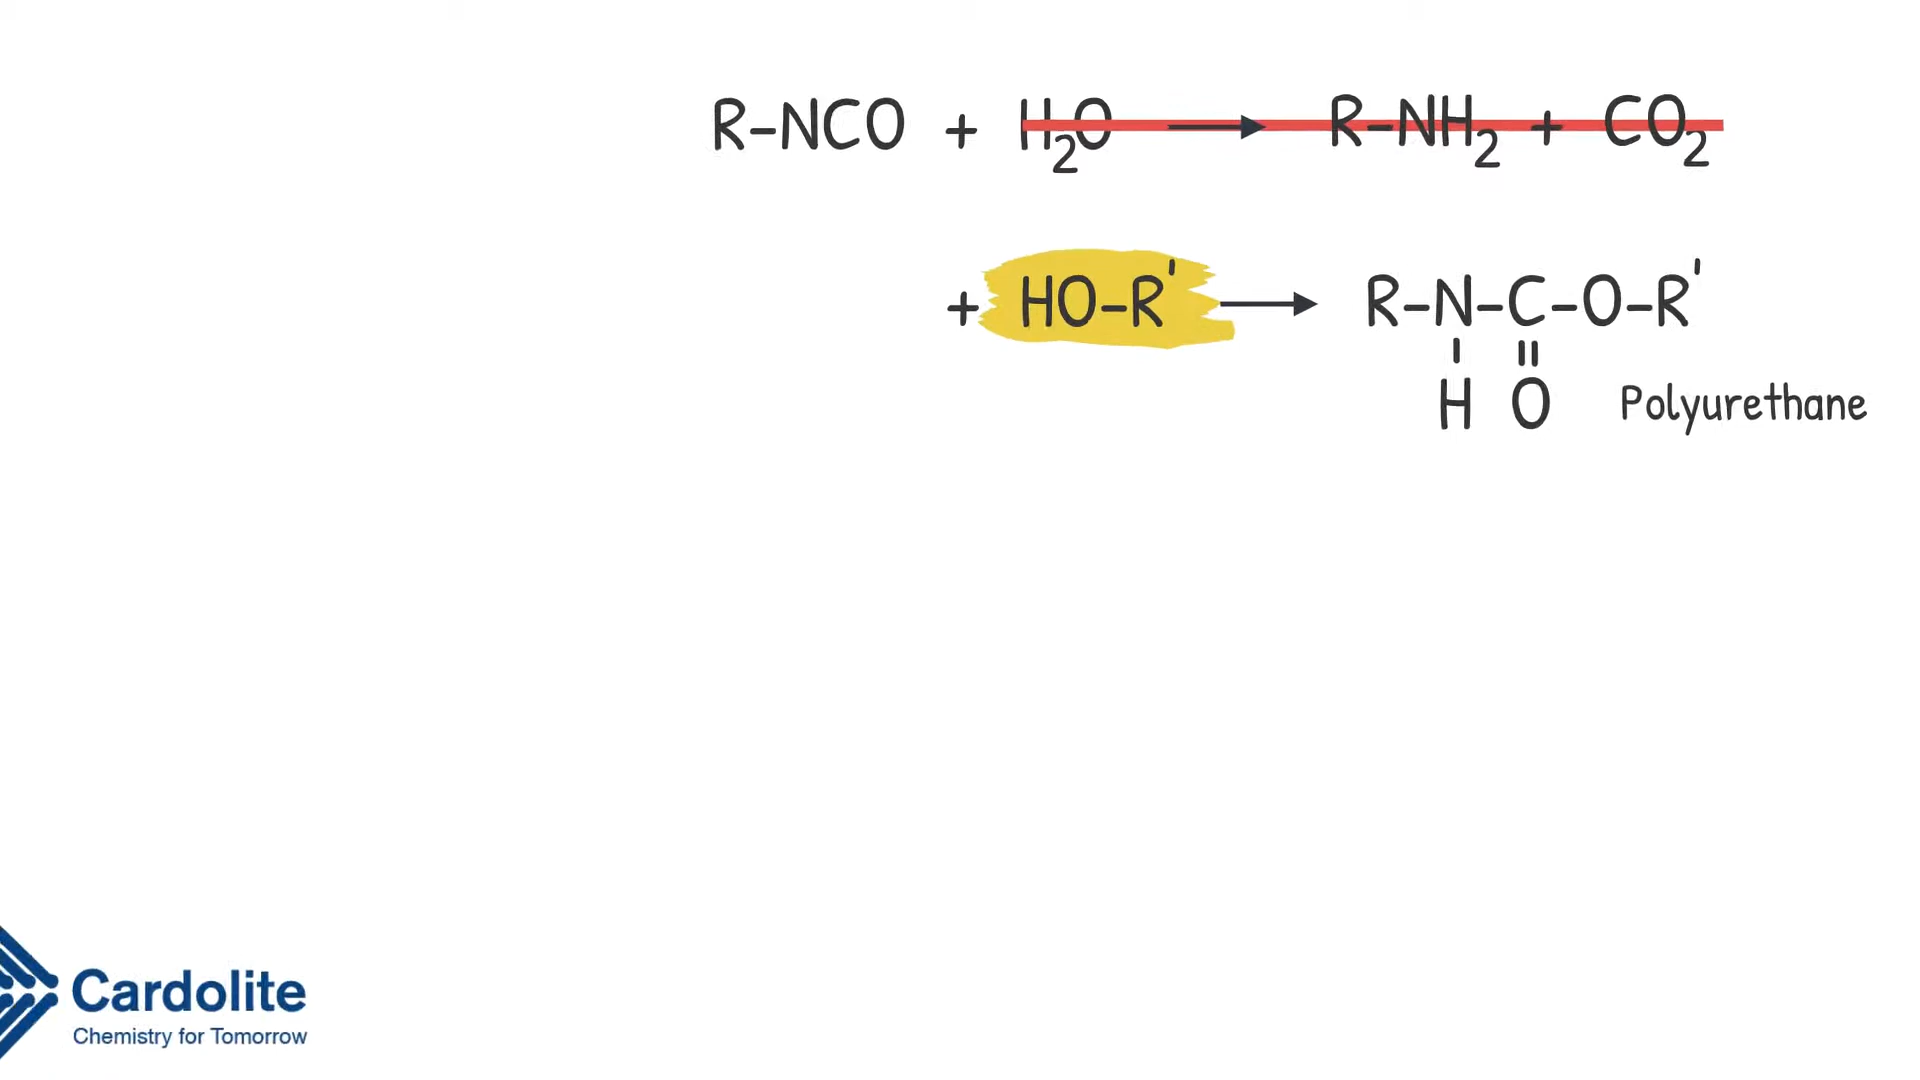 R–NCO + H₂O → R–NH₂ + CO₂
+ HO–R' → R–N–C–O–R'
H O Polyurethane
Cardolite
Chemistry for Tomorrow